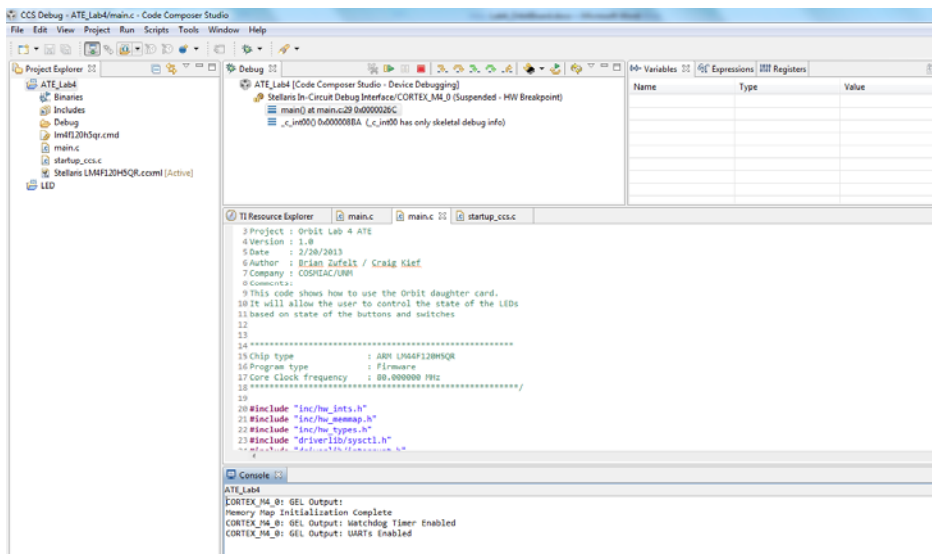 CCS Debug - ATE_Lab4/main.c - Code Composer Studio
File Edit View Project Run Scripts Tools Window Help
Project Explorer
ATE_Lab4
Binaries
Includes
Debug
lm4f120h5qr.cmd
main.c
startup_ccs.c
Stellaris LM4F120H5QR.ccxml [Active]
LED
Debug
ATE_Lab4 [Code Composer Studio - Device Debugging]
Stellaris In-Circuit Debug Interface/CORTEX_M4_0 (Suspended - HW Breakpoint)
main() at main.c:29 0x0000026C
_c_int00() 0x000008BA (_c_int00 has only skeletal debug info)
Variables Expressions Registers
Name Type Value
TI Resource Explorer main.c main.c startup_ccs.c
3 Project : Orbit Lab 4 ATE
4 Version : 1.0
5 Date : 2/20/2013
6 Author : Brian Zufelt / Craig Kief
7 Company : COSMIAC/UNM
8 Comments:
9 This code shows how to use the Orbit daughter card.
10 It will allow the user to control the state of the LEDs
11 based on state of the buttons and switches
12
13
14 *******************************************************
15 Chip type : ARM LM44F120H5QR
16 Program type : Firmware
17 Core Clock frequency : 80.000000 MHz
18 *******************************************************/
19
20 #include "inc/hw_ints.h"
21 #include "inc/hw_memmap.h"
22 #include "inc/hw_types.h"
23 #include "driverlib/sysctl.h"
Console
ATE_Lab4
CORTEX_M4_0: GEL Output:
Memory Map Initialization Complete
CORTEX_M4_0: GEL Output: Watchdog Timer Enabled
CORTEX_M4_0: GEL Output: UARTs Enabled